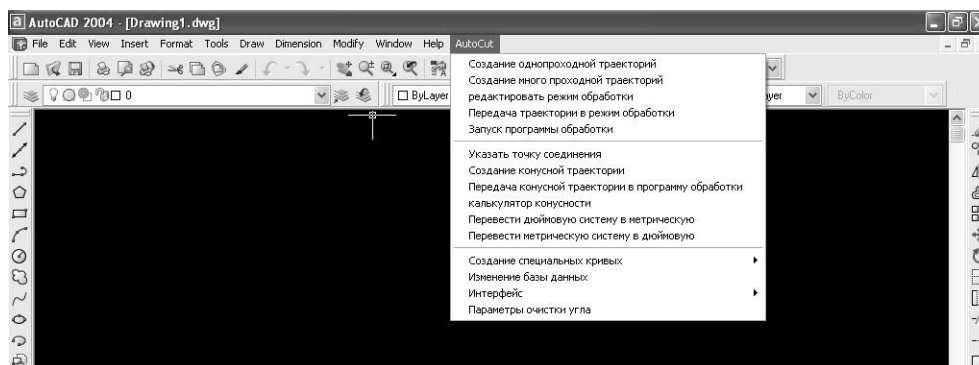 AutoCAD 2004 - [Drawing1.dwg]
File Edit View Insert Format Tools Draw Dimension Modify Window Help AutoCut
0 ByLayer yer ByColor
Создание однопроходной траекторий
Создание много проходной траекторий
редактировать режим обработки
Передача траектории в режим обработки
Запуск программы обработки
Указать точку соединения
Создание конусной траектории
Передача конусной траектории в программу обработки
калькулятор конусности
Перевести дюймовую систему в метрическую
Перевести метрическую систему в дюймовую
Создание специальных кривых
Изменение базы данных
Интерфейс
Параметры очистки угла